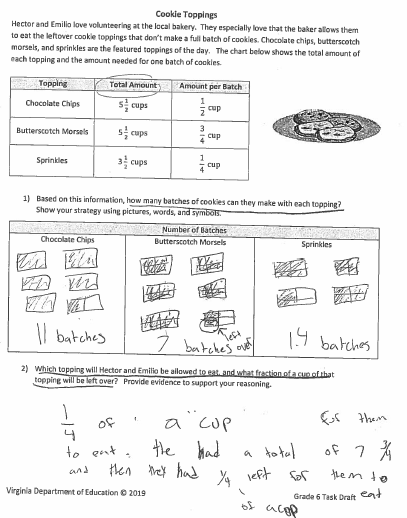 Cookie Toppings
Hector and Emilio love volunteering at the local bakery. They especially love that the baker allows them
to eat the leftover cookie toppings that don't make a full batch of cookies. Chocolate chips, butterscotch
morsels, and sprinkles are the featured toppings of the day. The chart below shows the total amount of
each topping and the amount needed for one batch of cookies.
Topping Total Amount Amount per Batch
Chocolate Chips 5 1/2 cups 1/2 cup
Butterscotch Morsels 5 1/2 cups 3/4 cup
Sprinkles 3 1/2 cups 1/4 cup
1) Based on this information, how many batches of cookies can they make with each topping?
Show your strategy using pictures, words, and symbols.
Number of Batches
Chocolate Chips Butterscotch Morsels Sprinkles
11 batches 7 batches left over 14 batches
2) Which topping will Hector and Emilio be allowed to eat, and what fraction of a cup of that
topping will be left over? Provide evidence to support your reasoning.
1/4 of a cup for them
to eat. the had a total of 7 3/4
and then they had 1/4 left for them to
eat
of a cup
Virginia Department of Education © 2019 Grade 6 Task Draft